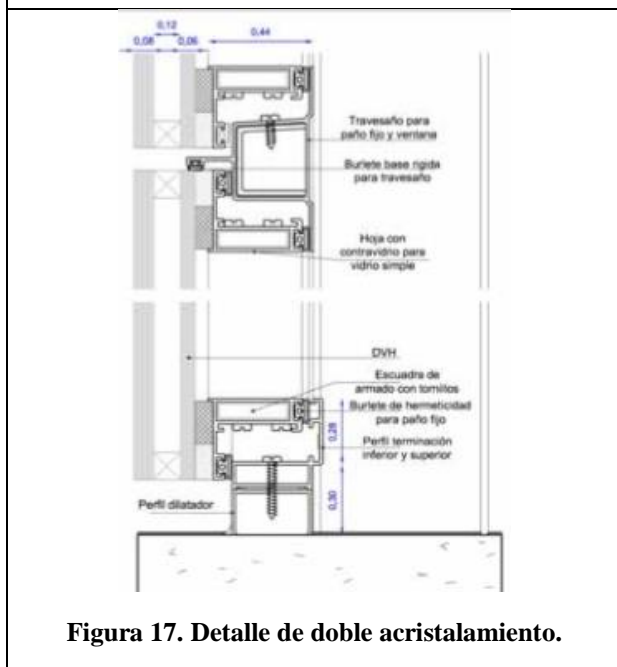 0,12
0,08
0,06
0,44
Travesaño para
paño fijo y ventana
Burlete base rigida
para travesaño
Hoja con
contravidrio para
vidrio simple
DVH
Escuadra de
armado con tornillos
Burlete de hermeticidad
para paño fijo
0,28
Perfil terminación
inferior y superior
0,30
Perfil dilatador
Figura 17. Detalle de doble acristalamiento.